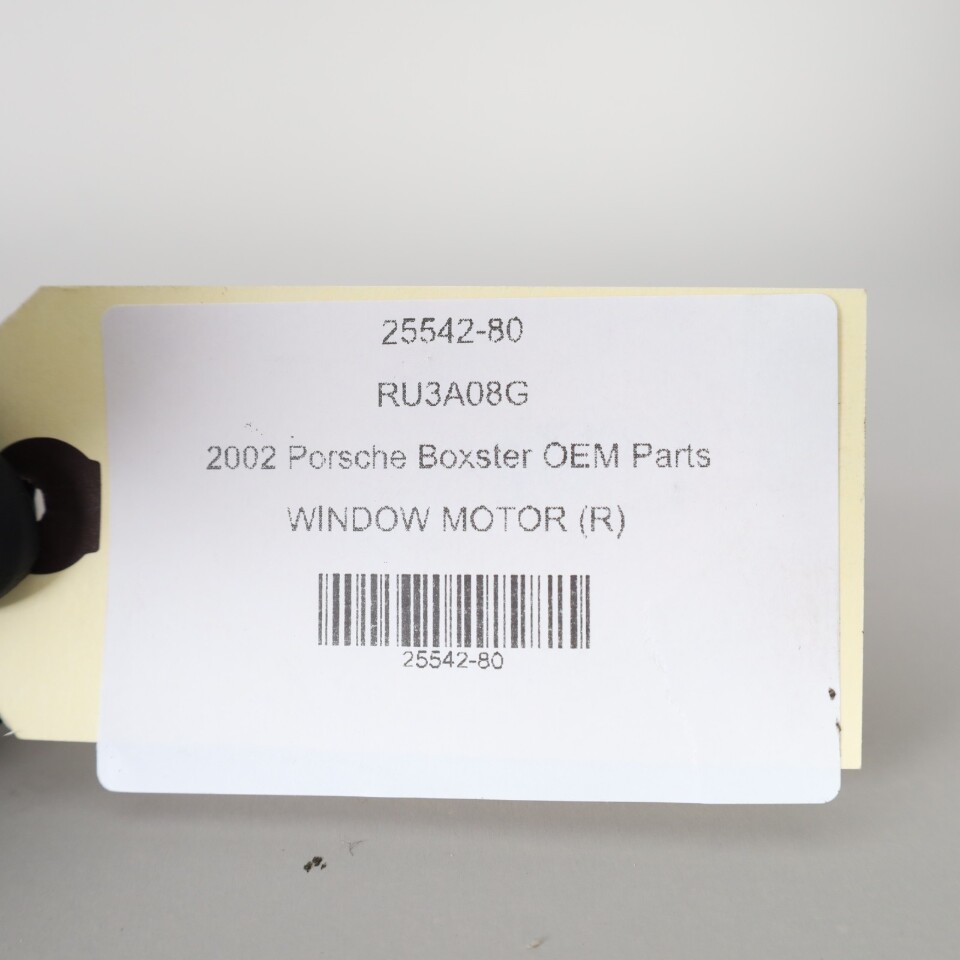 25542-80
RU3A08G
2002 Porsche Boxster OEM Parts
WINDOW MOTOR (R)
25542-80